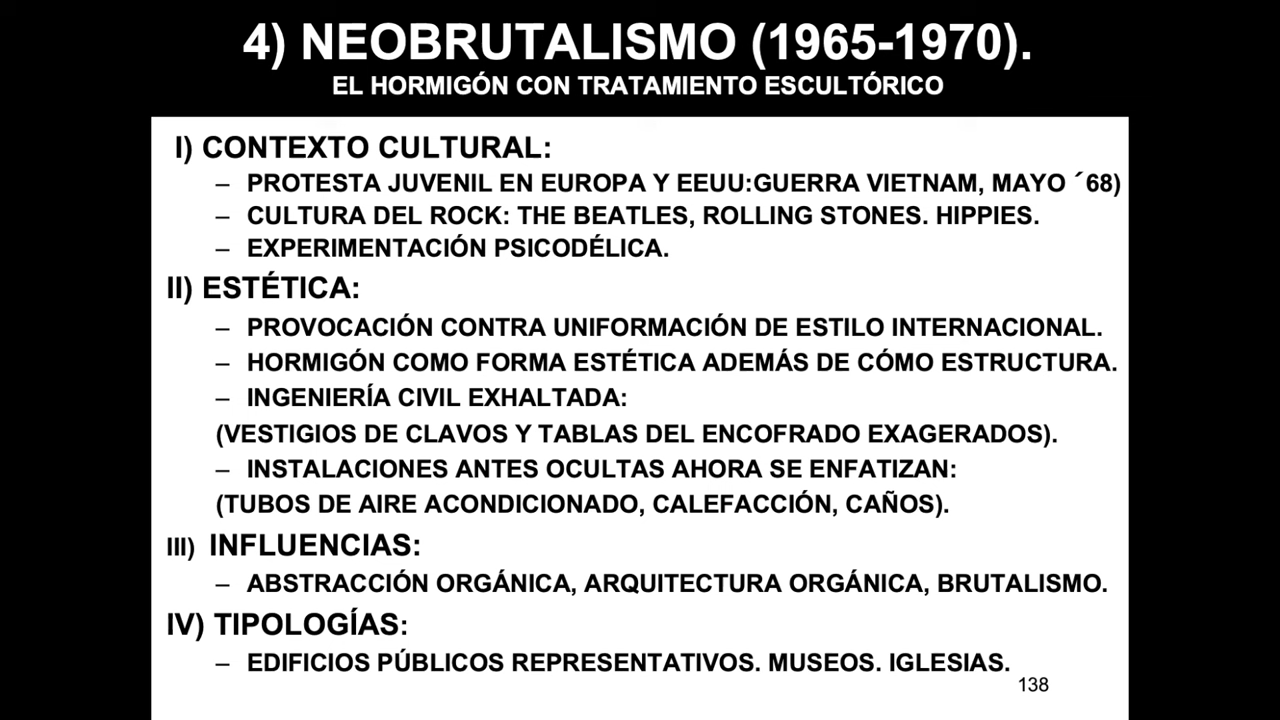 4) NEOBRUTALISMO (1965-1970).
EL HORMIGÓN CON TRATAMIENTO ESCULTÓRICO
I) CONTEXTO CULTURAL:
– PROTESTA JUVENIL EN EUROPA Y EEUU:GUERRA VIETNAM, MAYO ´68)
– CULTURA DEL ROCK: THE BEATLES, ROLLING STONES. HIPPIES.
– EXPERIMENTACIÓN PSICODÉLICA.
II) ESTÉTICA:
– PROVOCACIÓN CONTRA UNIFORMACIÓN DE ESTILO INTERNACIONAL.
– HORMIGÓN COMO FORMA ESTÉTICA ADEMÁS DE CÓMO ESTRUCTURA.
– INGENIERÍA CIVIL EXHALTADA:
(VESTIGIOS DE CLAVOS Y TABLAS DEL ENCOFRADO EXAGERADOS).
– INSTALACIONES ANTES OCULTAS AHORA SE ENFATIZAN:
(TUBOS DE AIRE ACONDICIONADO, CALEFACCIÓN, CAÑOS).
III) INFLUENCIAS:
– ABSTRACCIÓN ORGÁNICA, ARQUITECTURA ORGÁNICA, BRUTALISMO.
IV) TIPOLOGÍAS:
– EDIFICIOS PÚBLICOS REPRESENTATIVOS. MUSEOS. IGLESIAS.
138